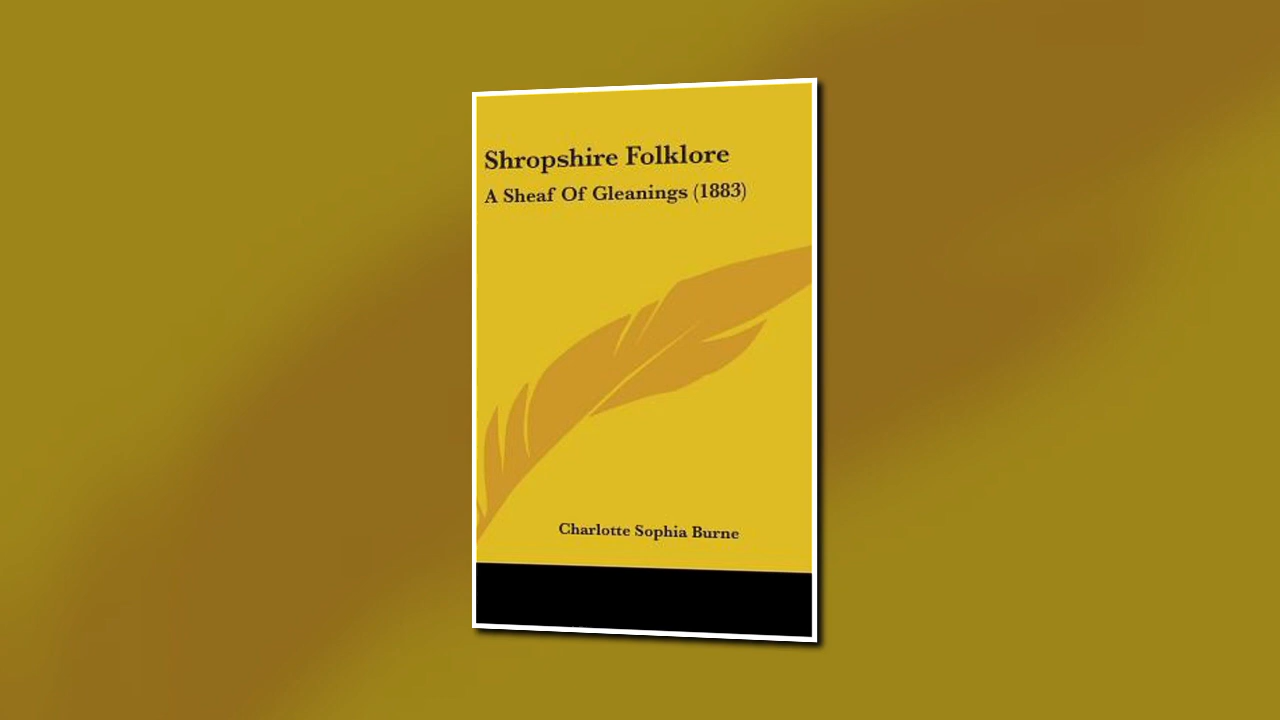 Shropshire Folklore
A Sheaf Of Gleanings (1883)
Charlotte Sophia Burne